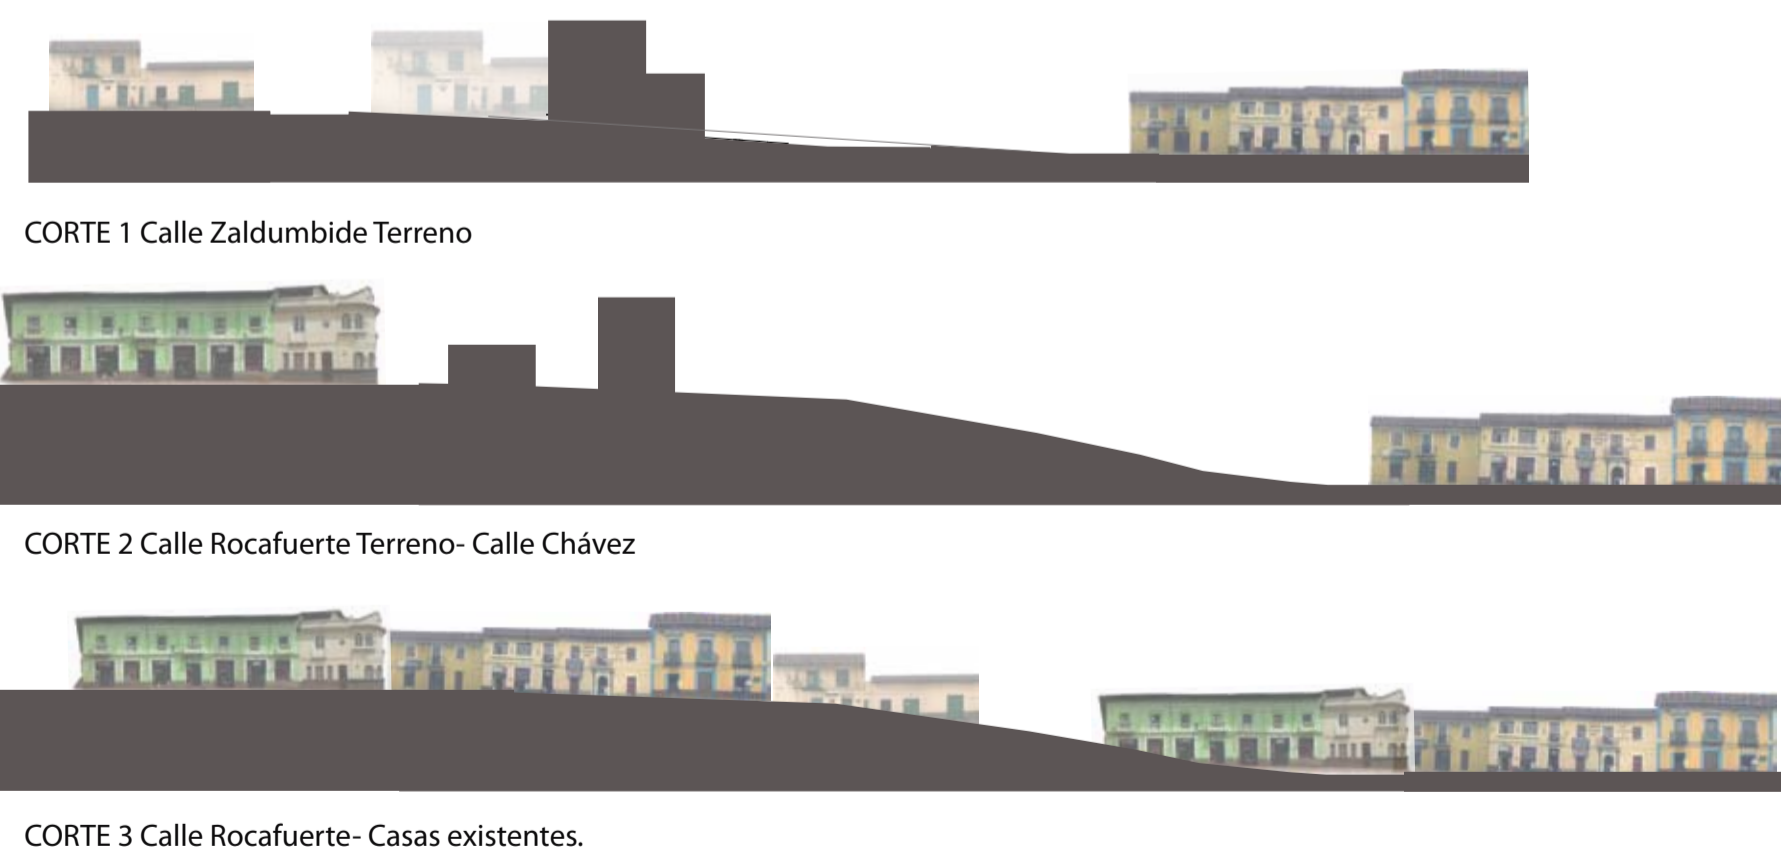 CORTE 1 Calle Zaldumbide Terreno
CORTE 2 Calle Rocafuerte Terreno- Calle Chávez
CORTE 3 Calle Rocafuerte- Casas existentes.